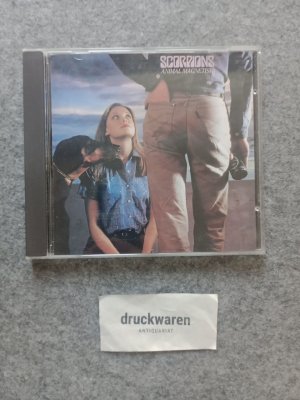 SCORPIONS
ANIMAL MAGNETISM
druckwaren
ANTIQUARIAT